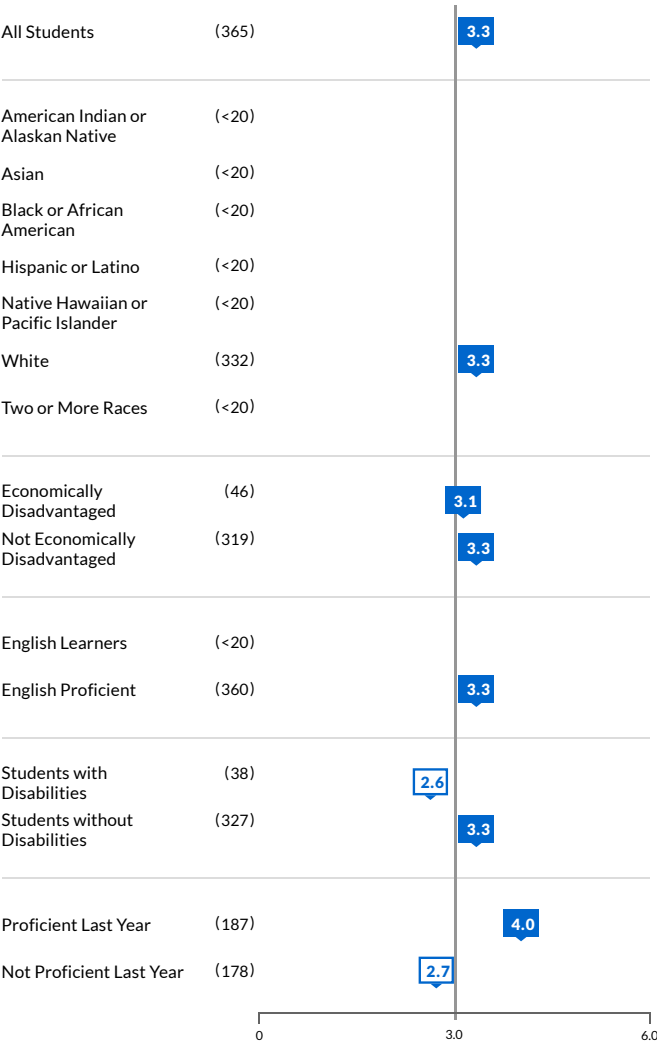 All Students (365) 3.3
American Indian or (<20)
Alaskan Native
Asian (<20)
Black or African (<20)
American
Hispanic or Latino (<20)
Native Hawaiian or (<20)
Pacific Islander
White (332) 3.3
Two or More Races (<20)
Economically (46) 3.1
Disadvantaged
Not Economically (319) 3.3
Disadvantaged
English Learners (<20)
English Proficient (360) 3.3
Students with (38) 2.6
Disabilities
Students without (327) 3.3
Disabilities
Proficient Last Year (187) 4.0
Not Proficient Last Year (178) 2.7
0 3.0 6.0